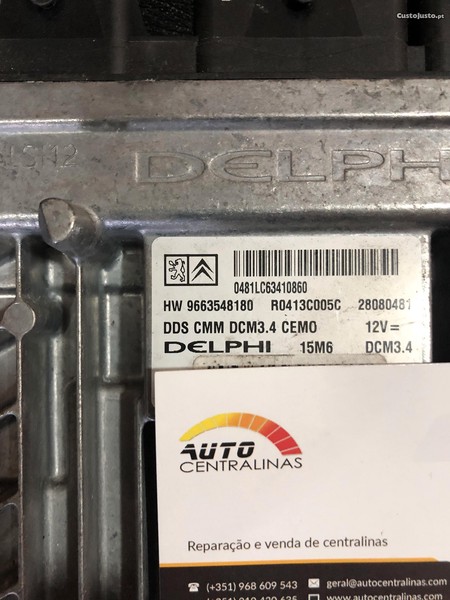 CustoJusto.pt
DELPHI
0481LC63410860
HW 9663548180 R0413C005C 28080481
DDS CMM DCM3.4 CEMO 12V=
DELPHI 15M6 DCM3.4
AUTO
CENTRALINAS
Reparação e venda de centralinas
(+351) 968 609 543 geral@autocentralinas.com
www.autocentralinas.com